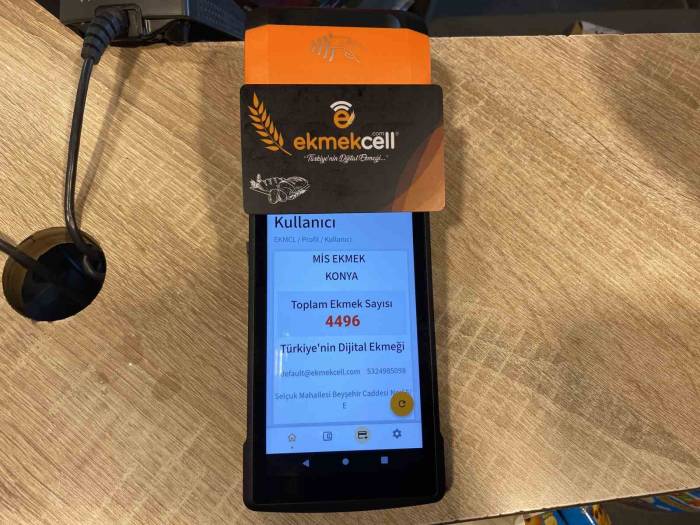 ekmekcell.com®
"Türkiye'nin Dijital Ekmeği..."
Kullanıcı
EKMCL / Profil / Kullanıcı
MİS EKMEK
KONYA
Toplam Ekmek Sayısı
4496
Türkiye'nin Dijital Ekmeği
default@ekmekcell.com 5324985098
Selçuk Mahallesi Beyşehir Caddesi
E